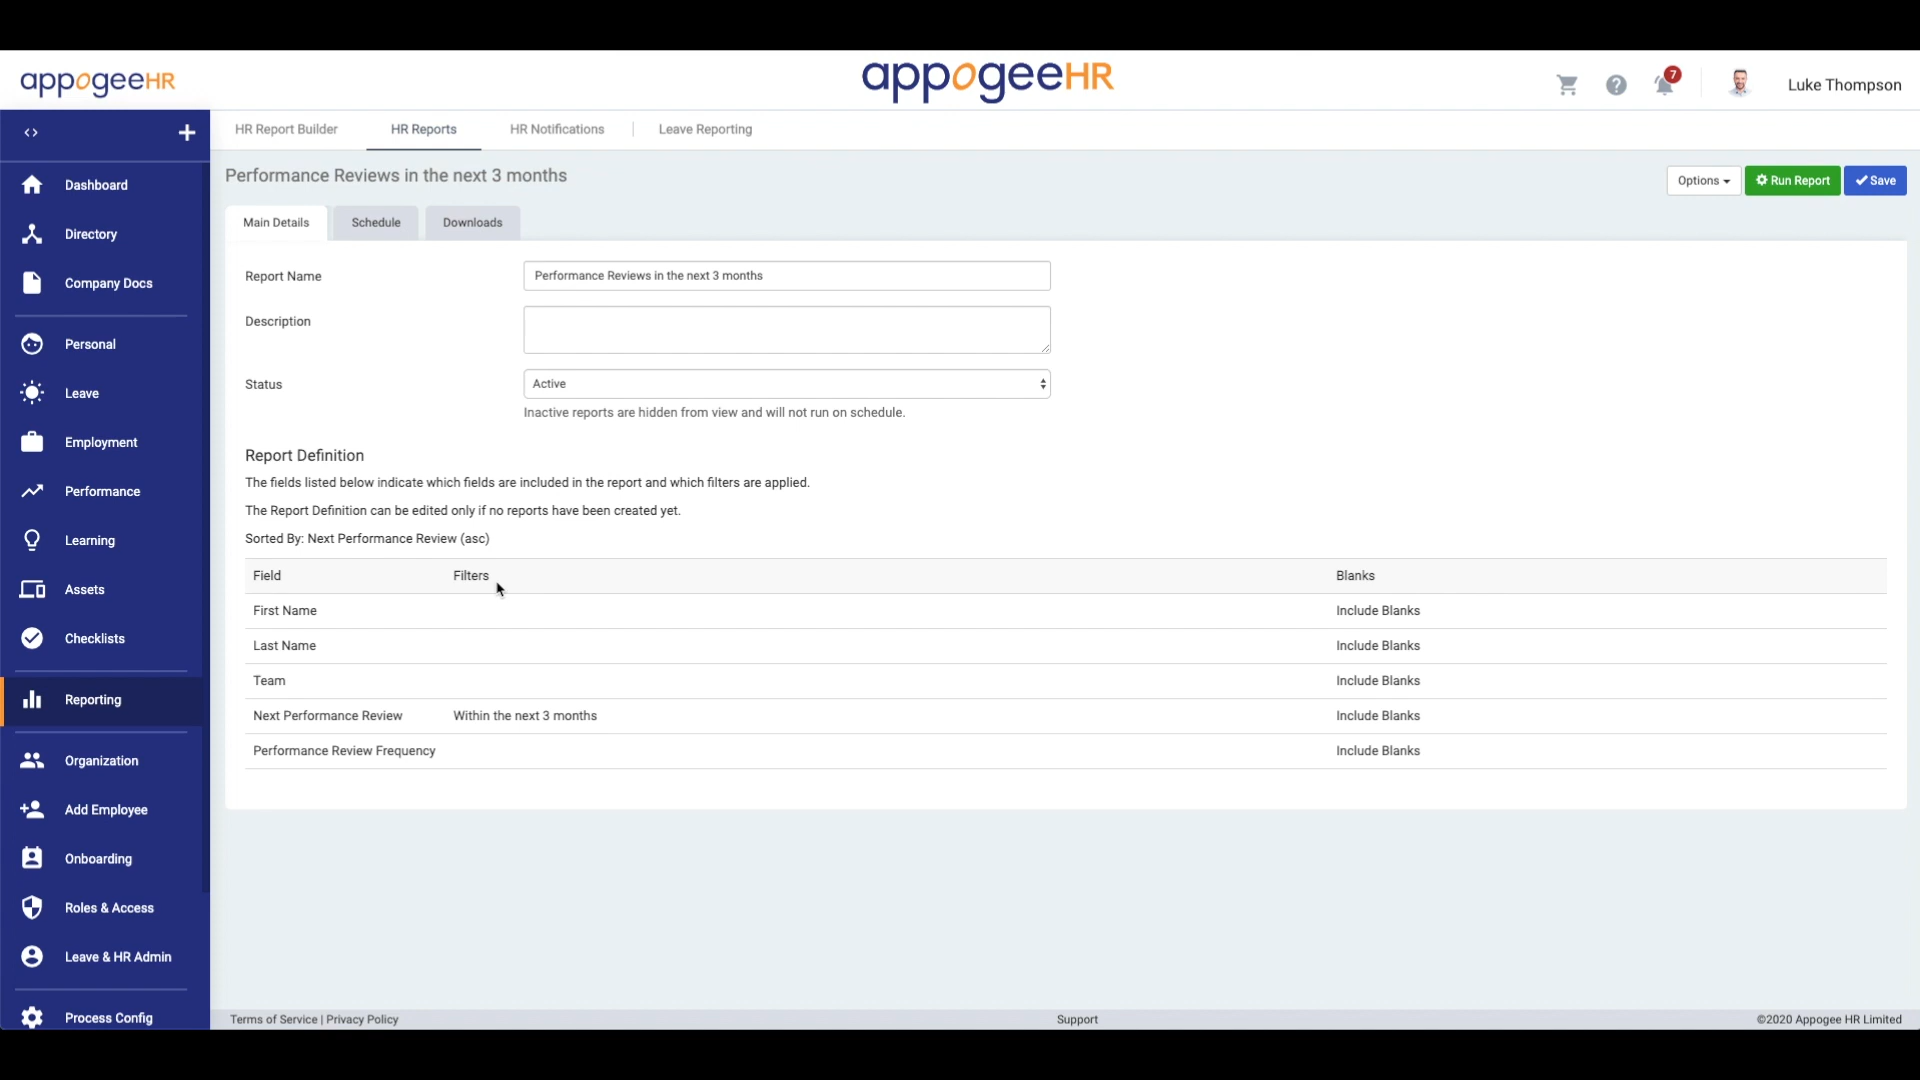 appogeeHR
appogeeHR
7
Luke Thompson
HR Report Builder
HR Reports
HR Notifications
Leave Reporting
Dashboard
Directory
Company Docs
Personal
Leave
Employment
Performance
Learning
Assets
Checklists
Reporting
Organization
Add Employee
Onboarding
Roles & Access
Leave & HR Admin
Process Config
Performance Reviews in the next 3 months
Options
Run Report
Save
Main Details
Schedule
Downloads
Report Name
Performance Reviews in the next 3 months
Description
Status
Active
Inactive reports are hidden from view and will not run on schedule.
Report Definition
The fields listed below indicate which fields are included in the report and which filters are applied.
The Report Definition can be edited only if no reports have been created yet.
Sorted By: Next Performance Review (asc)
Field Filters Blanks
First Name Include Blanks
Last Name Include Blanks
Team Include Blanks
Next Performance Review Within the next 3 months Include Blanks
Performance Review Frequency Include Blanks
Terms of Service | Privacy Policy
Support
©2020 Appogee HR Limited